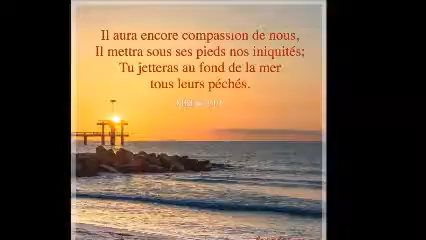 Il aura encore compassion de nous,
Il mettra sous ses pieds nos iniquités;
Tu jetteras au fond de la mer
tous leurs péchés.